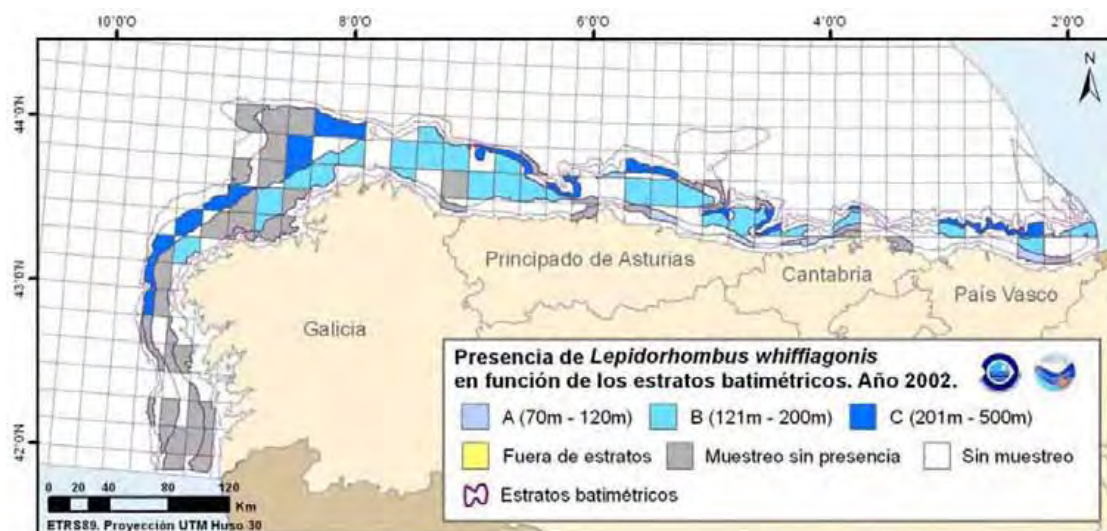 10°0'O 8°0'O 6°0'O 4°0'O 2°0'O
44°0'N
N
43°0'N
42°0'N
Principado de Asturias
Cantabria
País Vasco
Galicia
Presencia de Lepidorhombus whiffiagonis
en función de los estratos batimétricos. Año 2002.
A (70m - 120m) B (121m - 200m) C (201m - 500m)
Fuera de estratos Muestreo sin presencia Sin muestreo
Estratos batimétricos
0 20 40 80 120
Km
ETRS89. Proyección UTM Huso 30